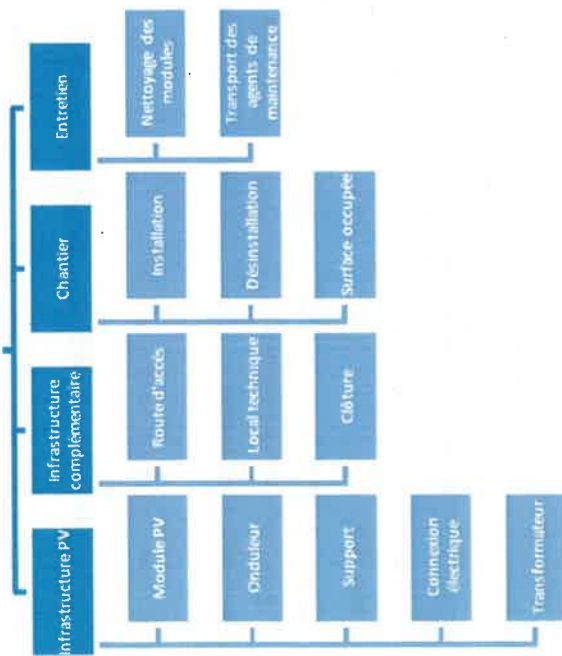 Infrastructure PV
Module PV
Onduleur
Support
Connexion
électrique
Transformateur
Infrastructure
complémentaire
Route d'accès
Local technique
Clôture
Chantier
Installation
Désinstallation
Surface occupée
Entretien
Nettoyage des
modules
Transport des
agents de
maintenance